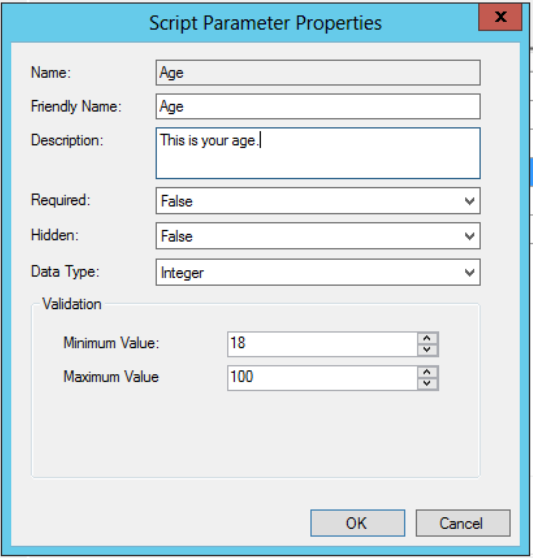 Script Parameter Properties
x
Name: Age
Friendly Name: Age
Description: This is your age.
Required: False
Hidden: False
Data Type: Integer
Validation
Minimum Value: 18
Maximum Value 100
OK Cancel